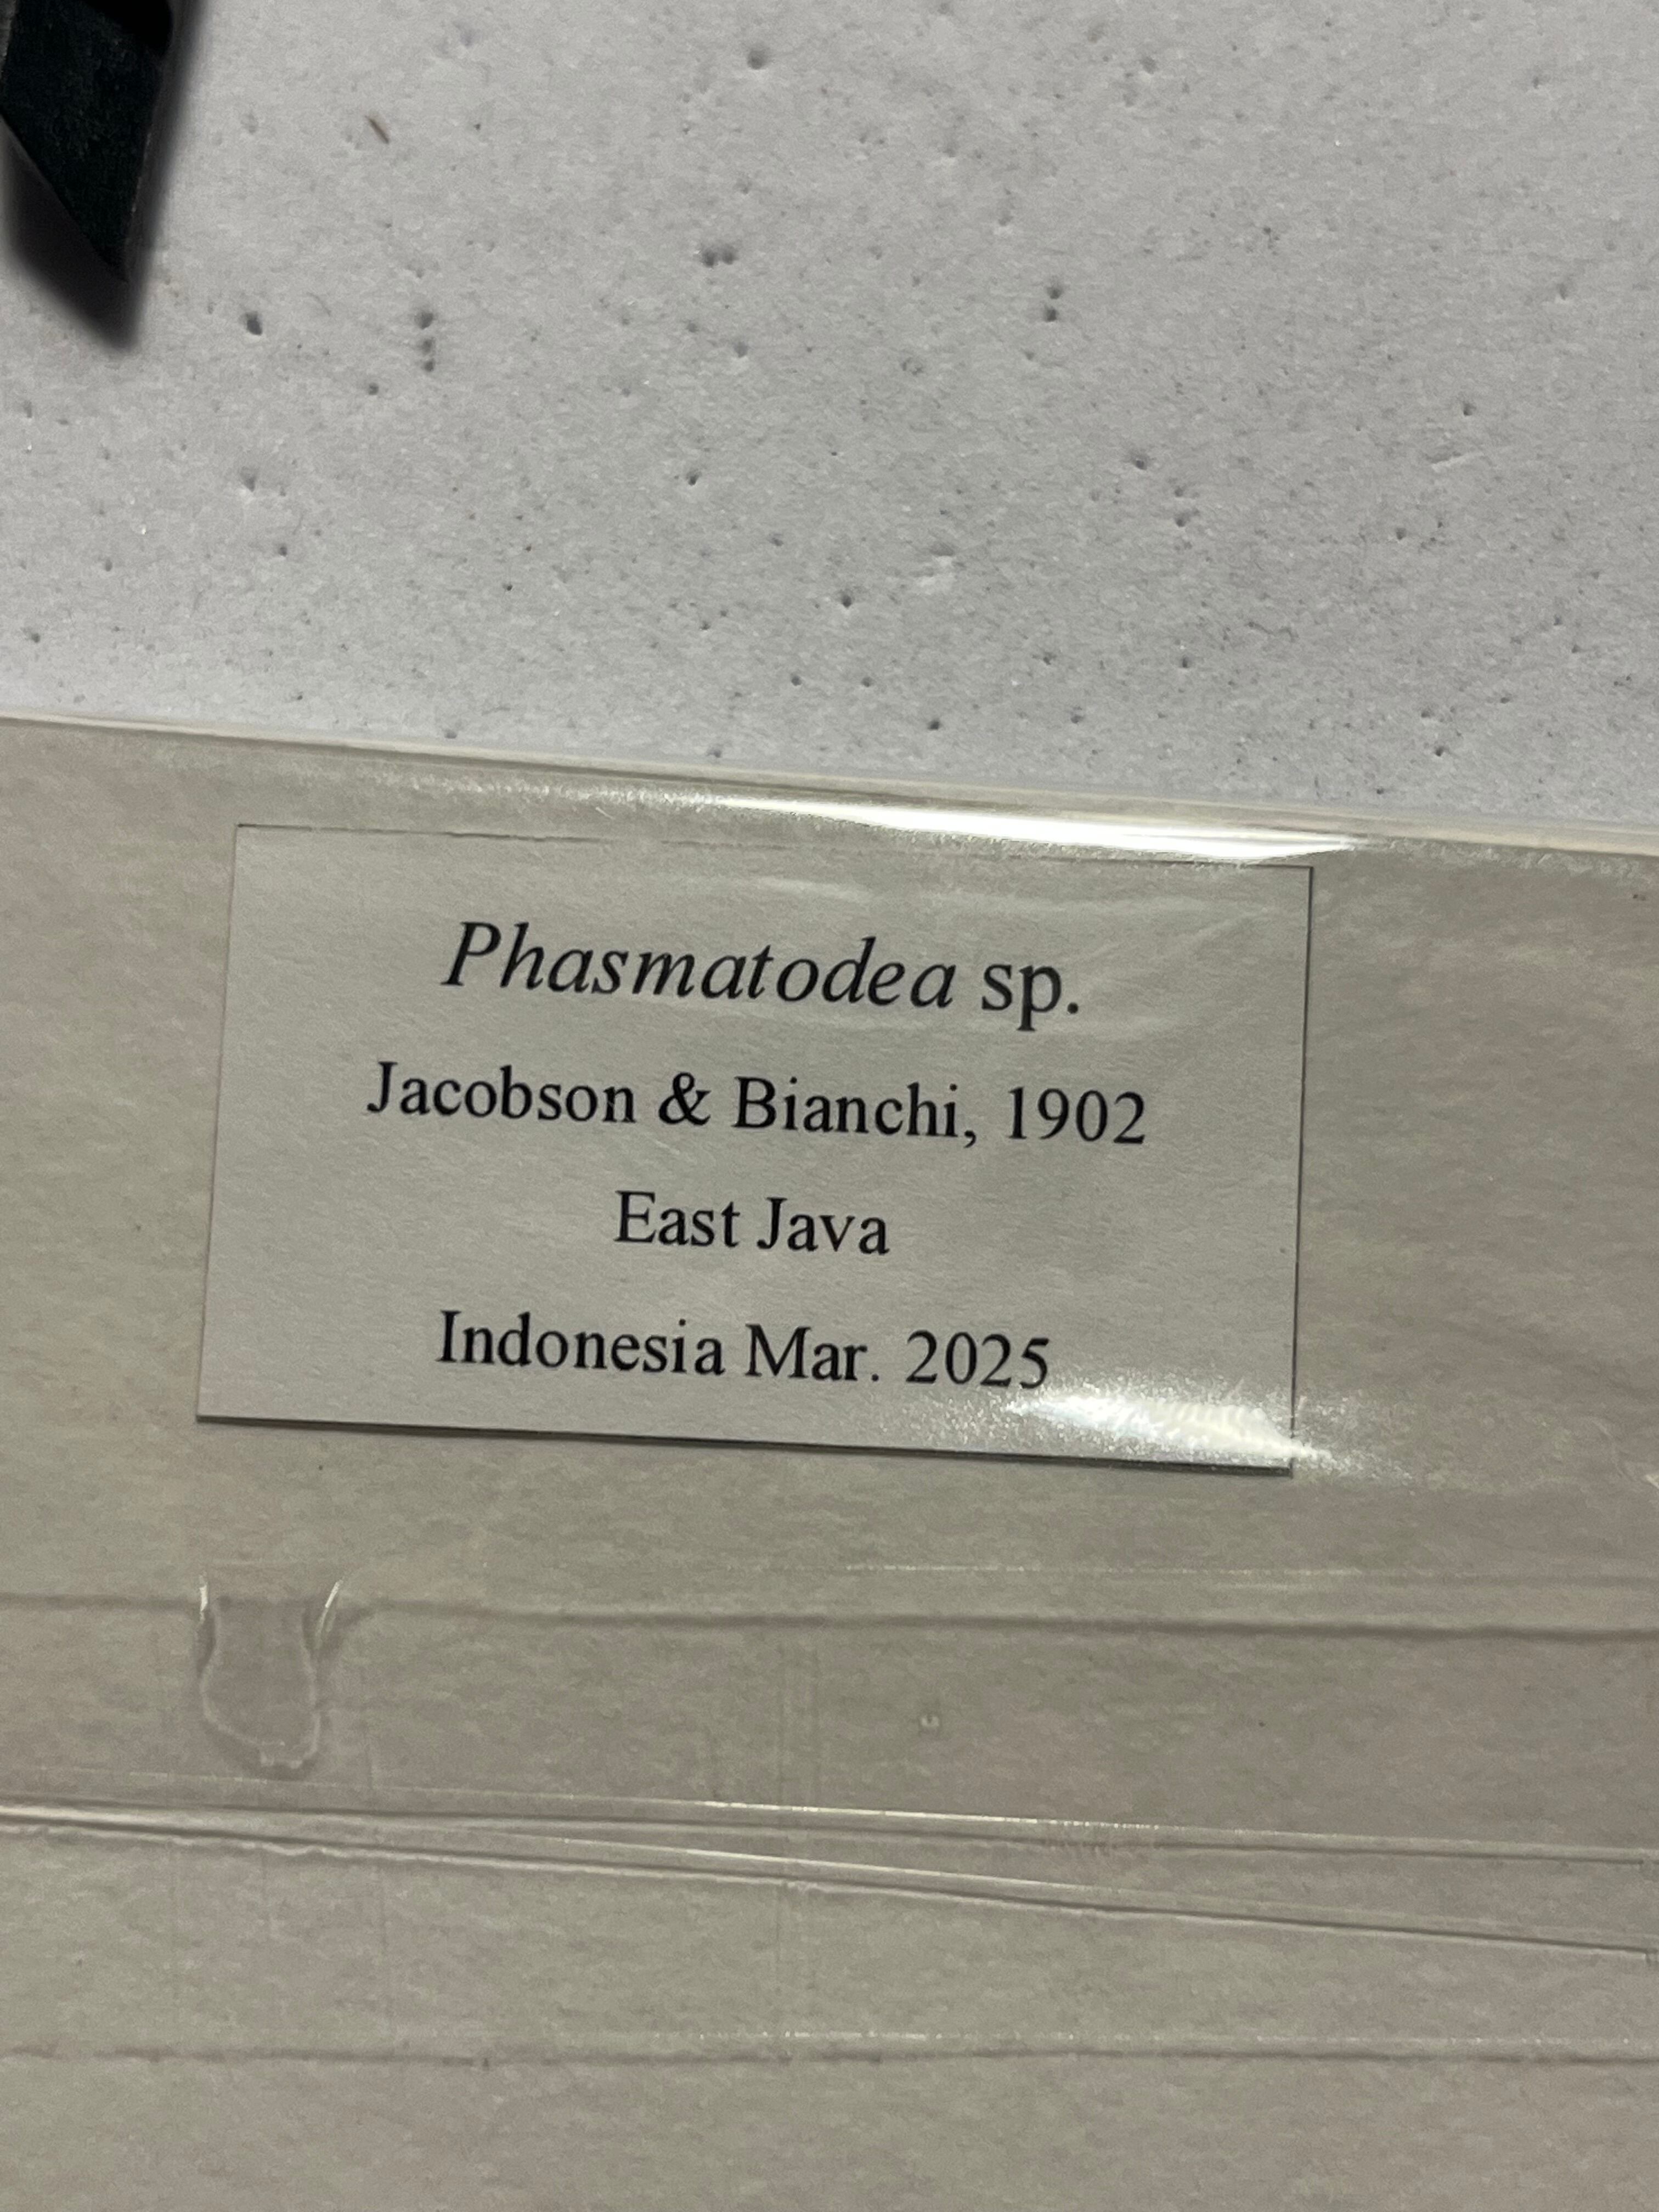 Phasmatodea sp.
Jacobson & Bianchi, 1902
East Java
Indonesia Mar. 2025